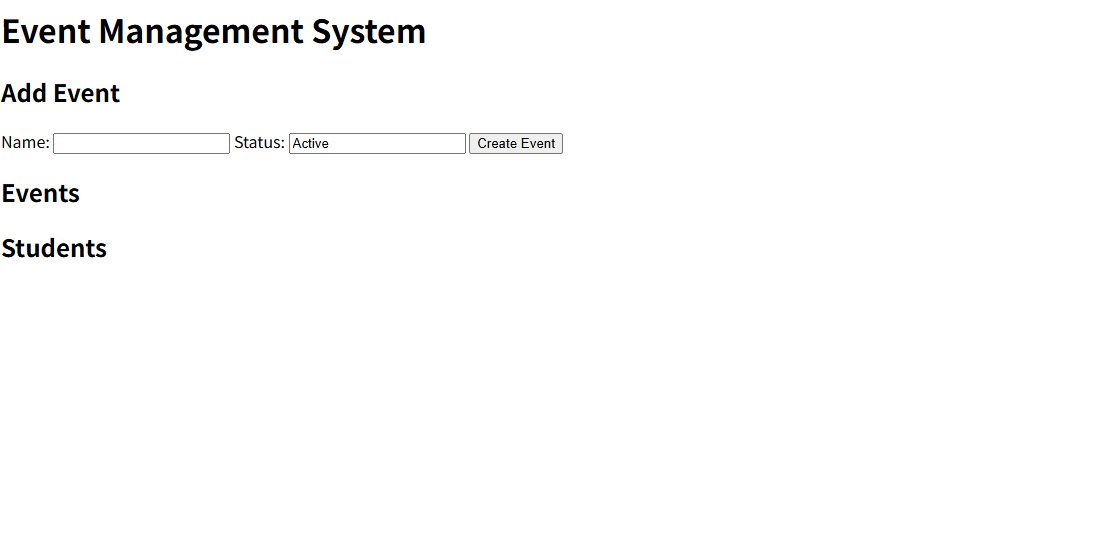 Event Management System
Add Event
Name: Status: Active Create Event
Events
Students